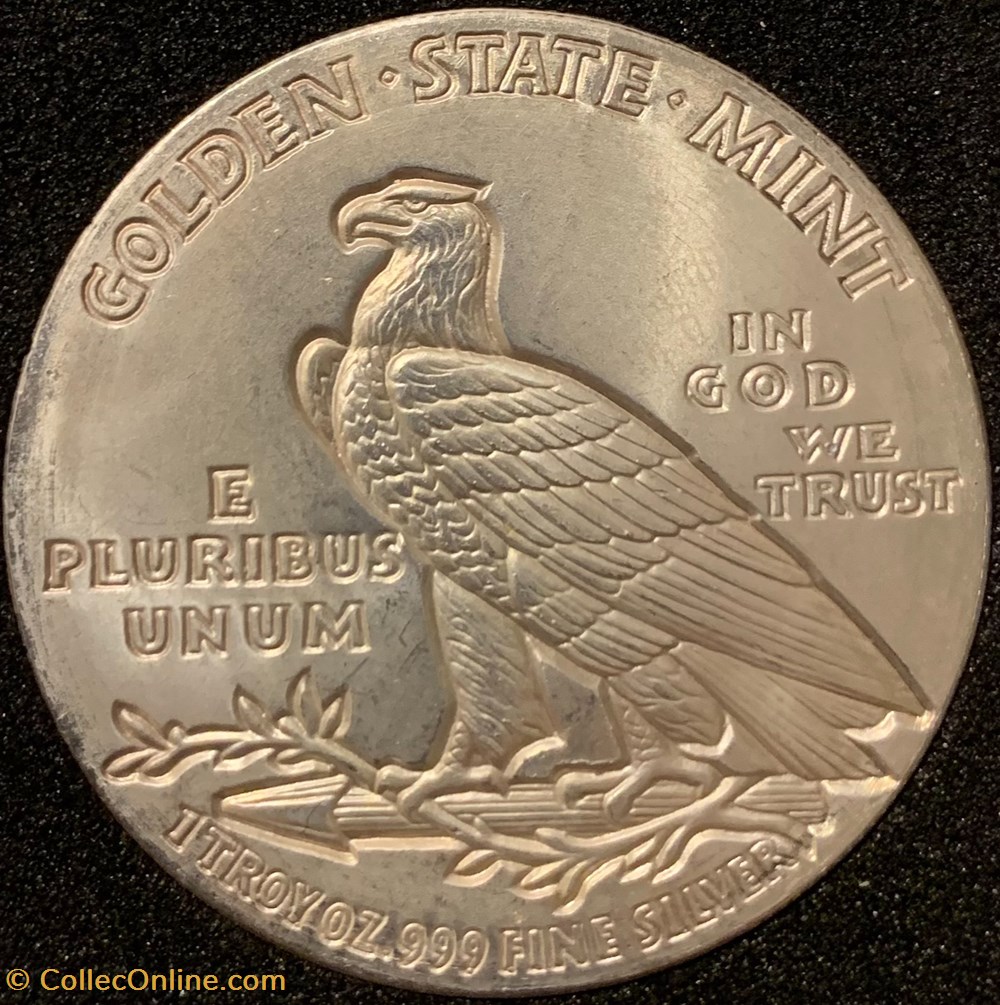 GOLDEN · STATE · MINT
IN
GOD
WE
TRUST
E
PLURIBUS
UNUM
1 TROY OZ. .999 FINE SILVER
© CollecOnline.com